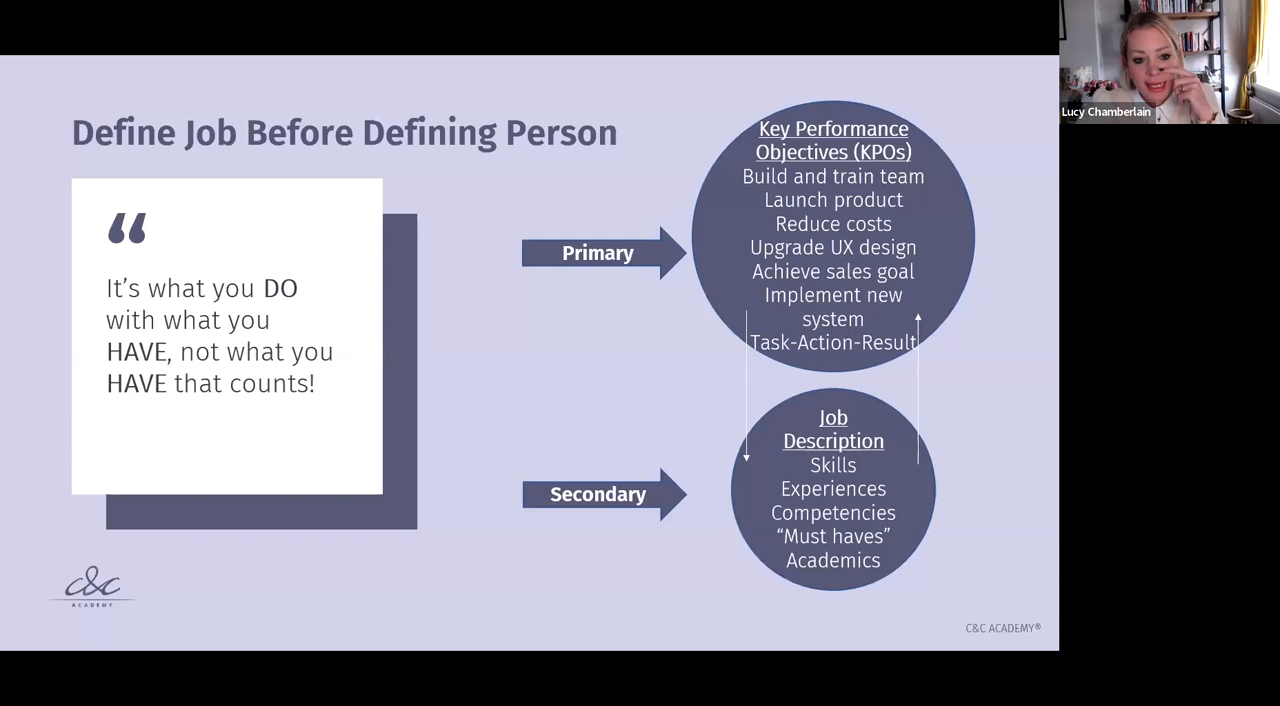 Define Job Before Defining Person
“
It’s what you DO
with what you
HAVE, not what you
HAVE that counts!
Primary
Key Performance
Objectives (KPOs)
Build and train team
Launch product
Reduce costs
Upgrade UX design
Achieve sales goal
Implement new
system
Task-Action-Result
Secondary
Job
Description
Skills
Experiences
Competencies
“Must haves”
Academics
c&c
ACADEMY
C&C ACADEMY®
Lucy Chamberlain